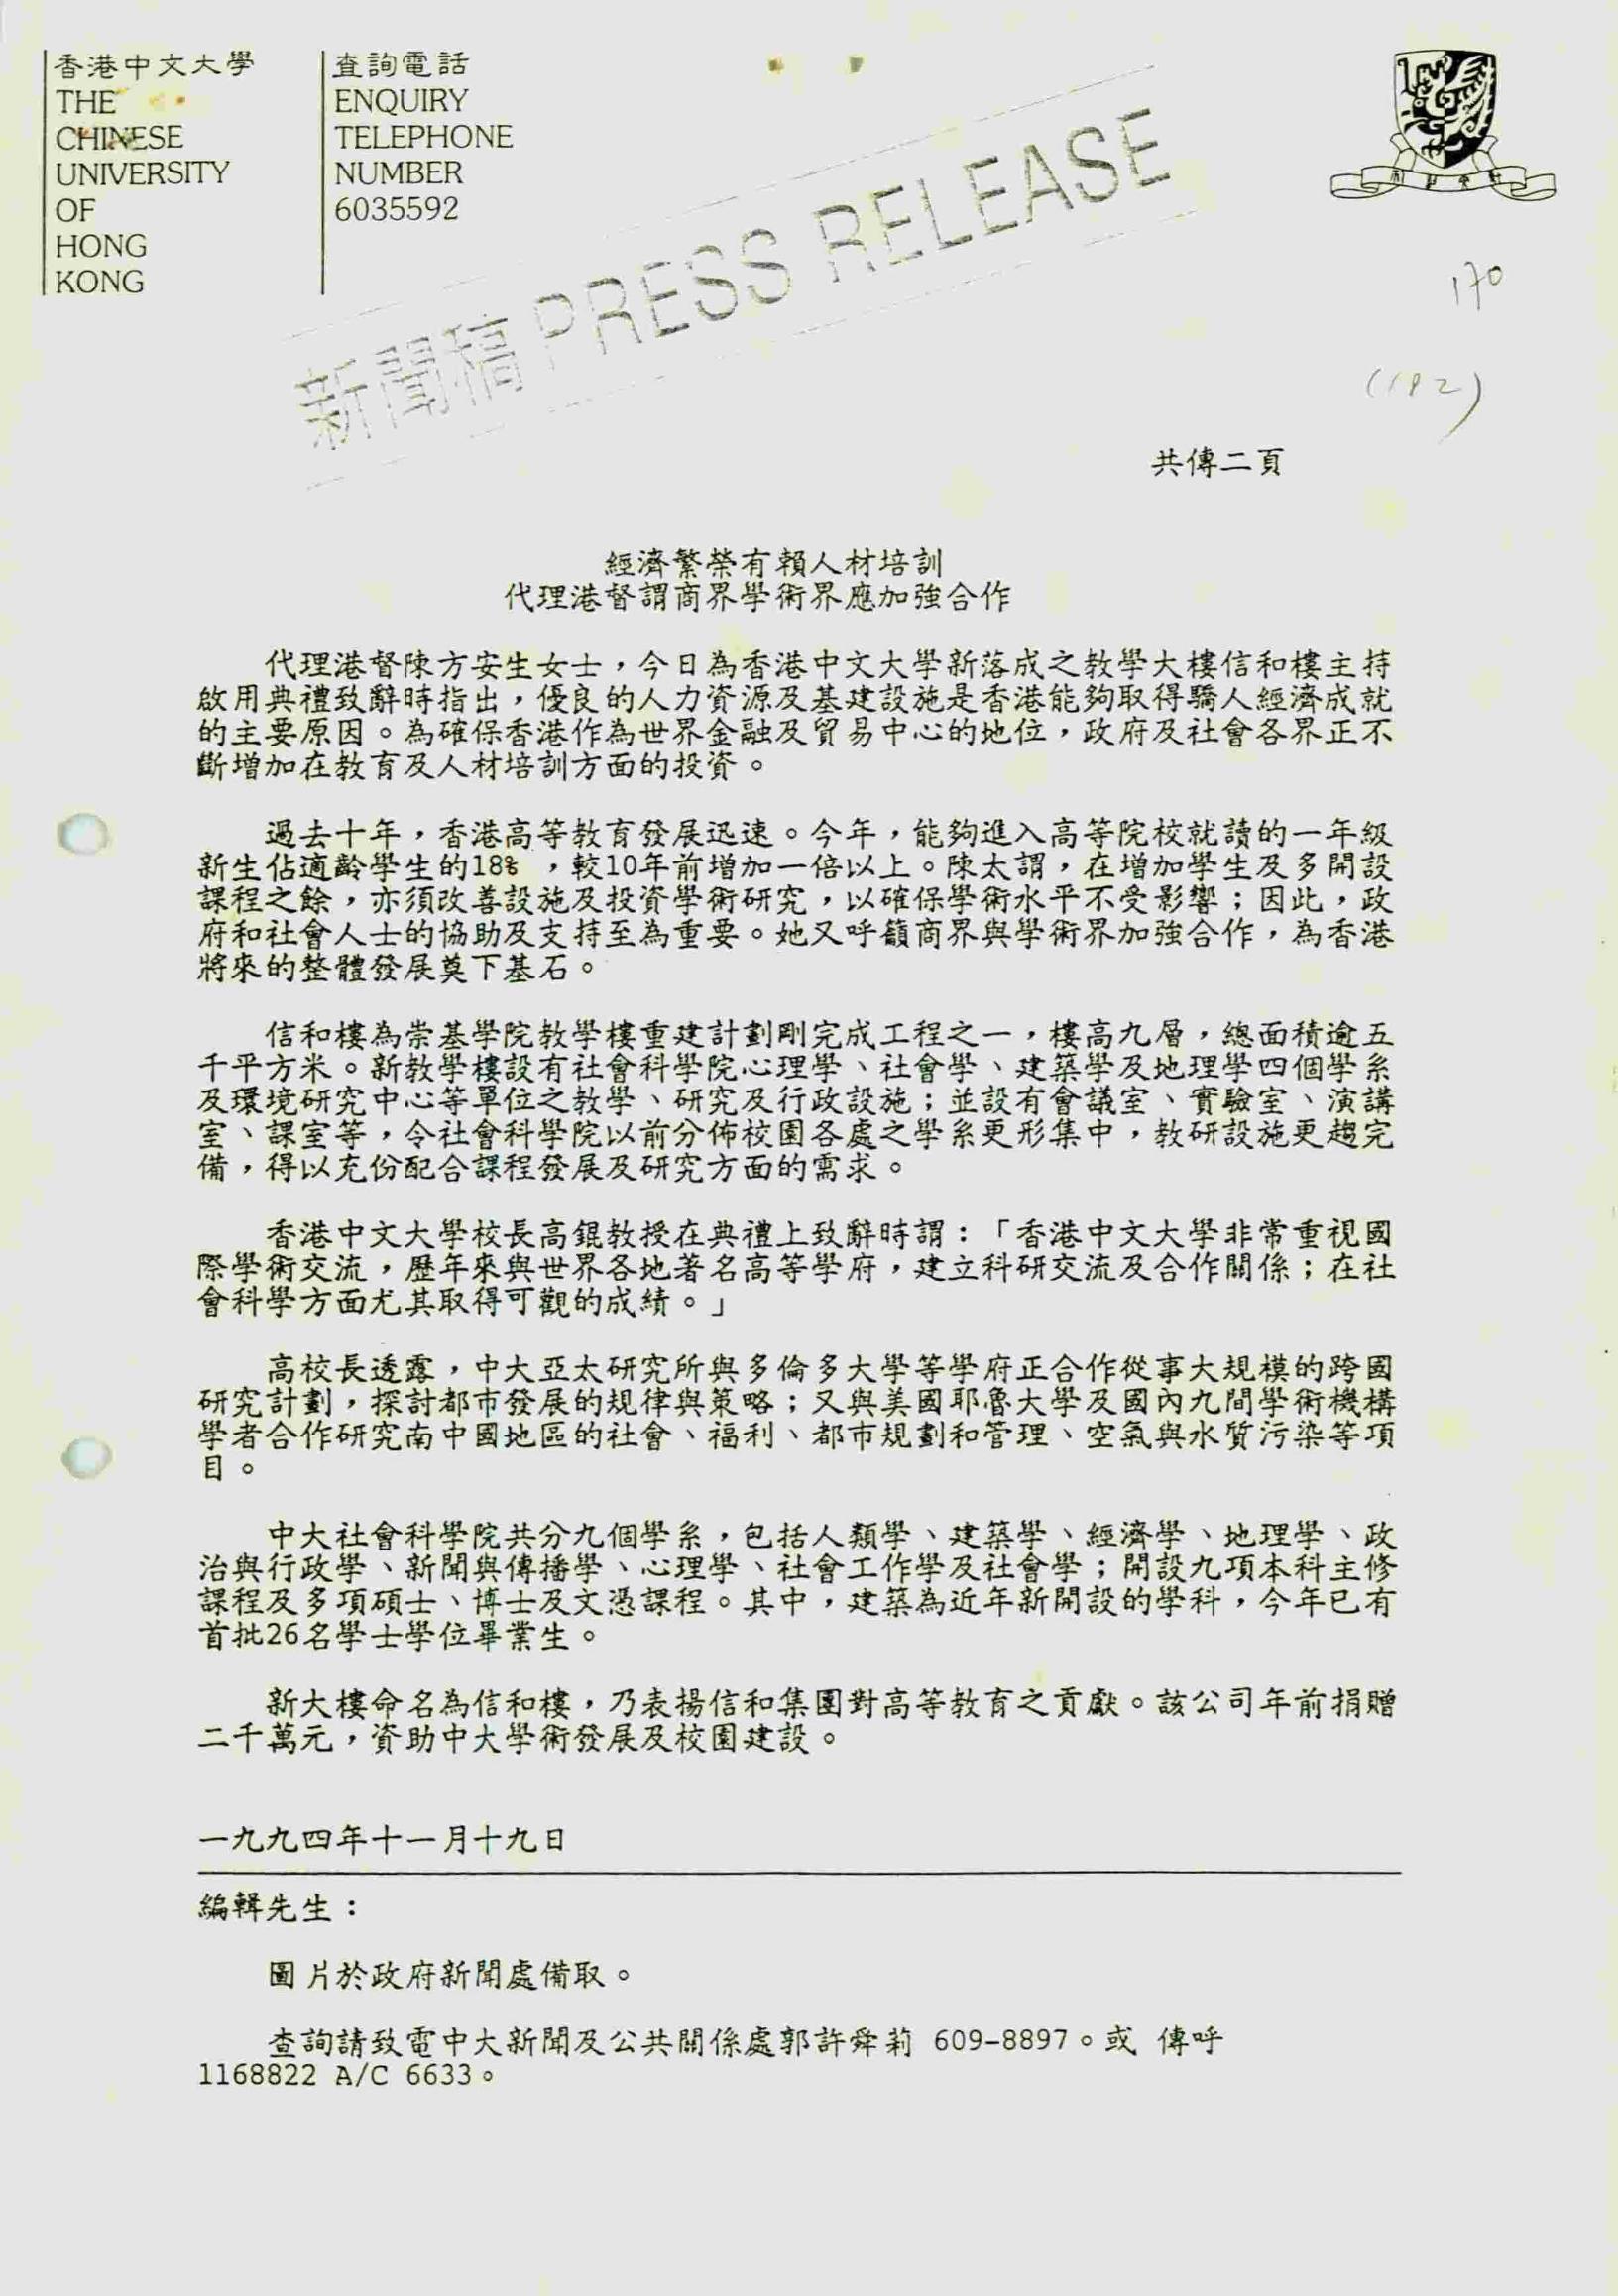 香港中文大學
THE
CHINESE
UNIVERSITY
OF
HONG
KONG
查詢電話
ENQUIRY
TELEPHONE
NUMBER
6035592
新聞稿 PRESS RELEASE
170
(192)
共傳二頁
經濟繁榮有賴人材培訓
代理港督謂商界學術界應加強合作
代理港督陳方安生女士，今日為香港中文大學新落成之教學大樓信和樓主持
啟用典禮致辭時指出，優良的人力資源及基建設施是香港能夠取得驕人經濟成就
的主要原因。為確保香港作為世界金融及貿易中心的地位，政府及社會各界正不
斷增加在教育及人材培訓方面的投資。
過去十年，香港高等教育發展迅速。今年，能夠進入高等院校就讀的一年級
新生佔適齡學生的18% ，較10年前增加一倍以上。陳太謂，在增加學生及多開設
課程之餘，亦須改善設施及投資學術研究，以確保學術水平不受影響；因此，政
府和社會人士的協助及支持至為重要。她又呼籲商界與學術界加強合作，為香港
將來的整體發展奠下基石。
信和樓為崇基學院教學樓重建計劃剛完成工程之一，樓高九層，總面積逾五
千平方米。新教學樓設有社會科學院心理學、社會學、建築學及地理學四個學系
及環境研究中心等單位之教學、研究及行政設施；並設有會議室、實驗室、演講
室、課室等，令社會科學院以前分佈校園各處之學系更形集中，教研設施更趨完
備，得以充份配合課程發展及研究方面的需求。
香港中文大學校長高錕教授在典禮上致辭時謂：「香港中文大學非常重視國
際學術交流，歷年來與世界各地著名高等學府，建立科研交流及合作關係；在社
會科學方面尤其取得可觀的成績。」
高校長透露，中大亞太研究所與多倫多大學等學府正合作從事大規模的跨國
研究計劃，探討都市發展的規律與策略；又與美國耶魯大學及國內九間學術機構
學者合作研究南中國地區的社會、福利、都市規劃和管理、空氣與水質污染等項
目。
中大社會科學院共分九個學系，包括人類學、建築學、經濟學、地理學、政
治與行政學、新聞與傳播學、心理學、社會工作學及社會學；開設九項本科主修
課程及多項碩士、博士及文憑課程。其中，建築為近年新開設的學科，今年已有
首批26名學士學位畢業生。
新大樓命名為信和樓，乃表揚信和集團對高等教育之貢獻。該公司年前捐贈
二千萬元，資助中大學術發展及校園建設。
一九九四年十一月十九日
編輯先生：
圖片於政府新聞處備取。
查詢請致電中大新聞及公共關係處郭許舜莉 609-8897。或 傳呼
1168822 A/C 6633。